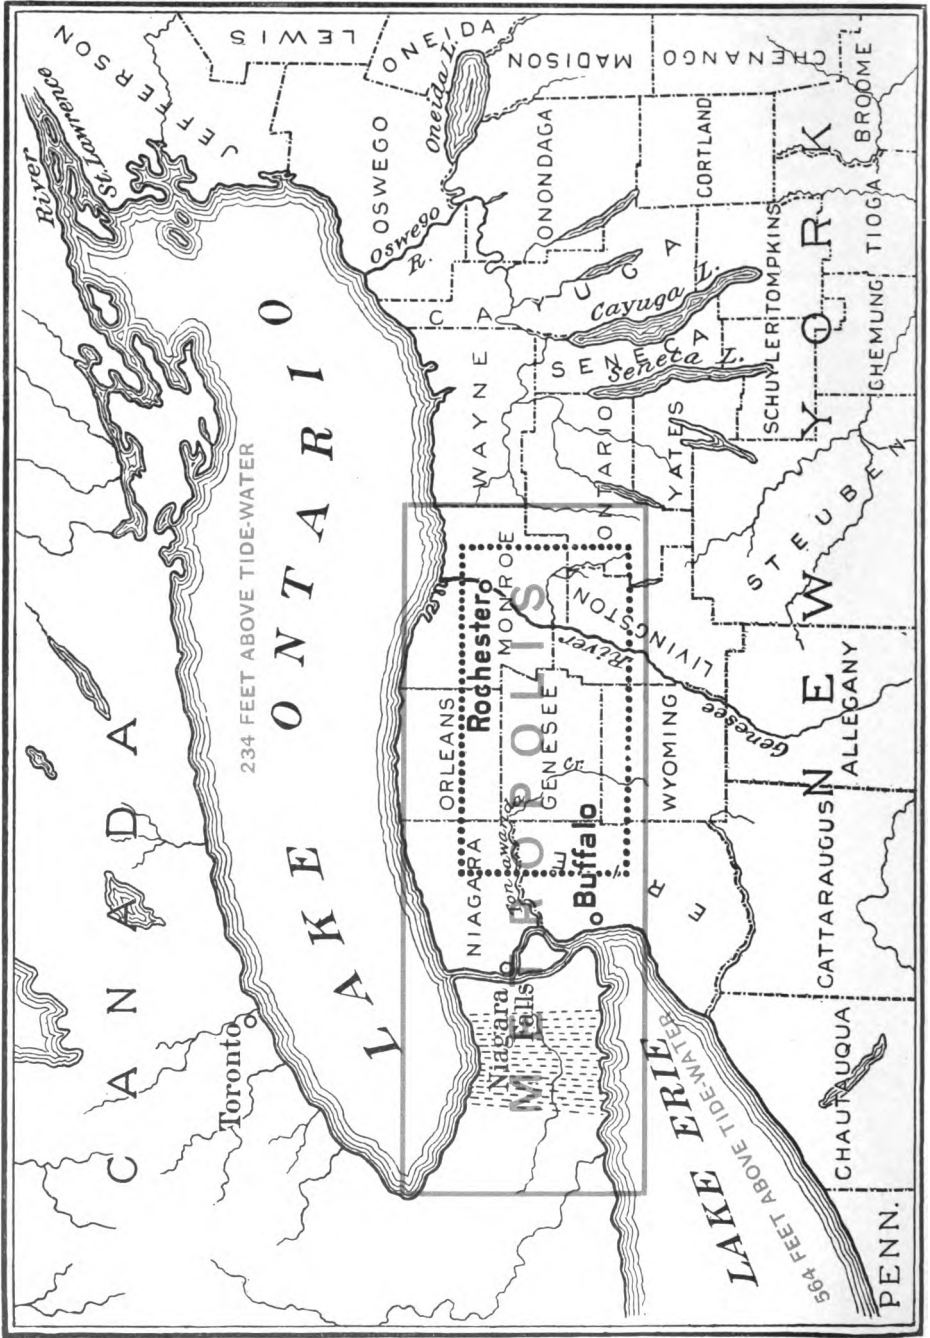 CANADA
JEFFERSON
LEWIS
River
St. Lawrence
Toronto
234 FEET ABOVE TIDE-WATER
LAKE ONTARIO
OSWEGO
ONEIDA
Oneida L.
Oswego
R.
MADISON
CHENANGO
ONONDAGA
CORTLAND
BROOME
CAYUGA
Cayuga L.
WAYNE
SENECA
Seneca L.
TOMPKINS
SCHUYLER
TIOGA
CHEMUNG
ONTARIO
YATES
STEUBEN
NIAGARA
ORLEANS
MONROE
Rochester
METROPOLIS
Niagara
Falls
Tonawanda
Cr.
GENESEE
LIVINGSTON
Genesee
River
Buffalo
ERIE
WYOMING
NEW YORK
ALLEGANY
CATTARAUGUS
CHAUTAUQUA
LAKE ERIE
564 FEET ABOVE TIDE-WATER
PENN.